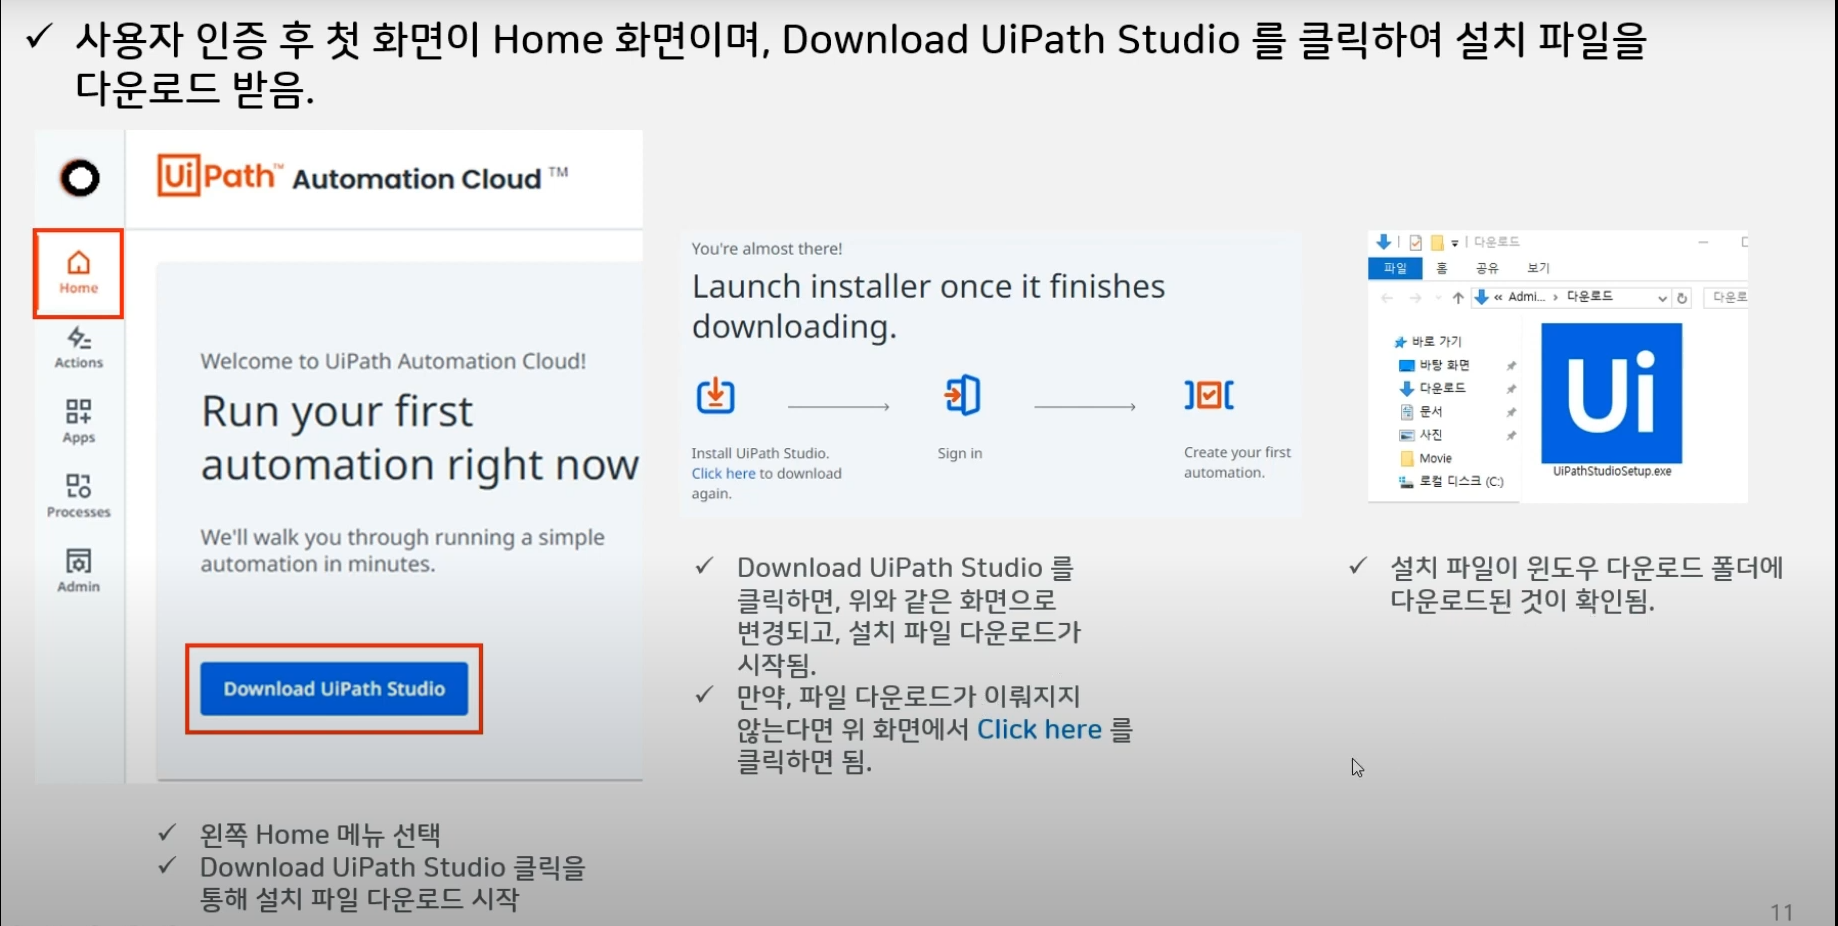 ✓ 사용자 인증 후 첫 화면이 Home 화면이며, Download UiPath Studio 를 클릭하여 설치 파일을
다운로드 받음.
UiPath™ Automation Cloud ™
Home
Actions
Apps
Processes
Admin
Welcome to UiPath Automation Cloud!
Run your first
automation right now
We'll walk you through running a simple
automation in minutes.
Download UiPath Studio
✓ 왼쪽 Home 메뉴 선택
✓ Download UiPath Studio 클릭을
통해 설치 파일 다운로드 시작
You're almost there!
Launch installer once it finishes
downloading.
Install UiPath Studio.
Click here to download
again.
Sign in
Create your first
automation.
✓ Download UiPath Studio 를
클릭하면, 위와 같은 화면으로
변경되고, 설치 파일 다운로드가
시작됨.
✓ 만약, 파일 다운로드가 이뤄지지
않는다면 위 화면에서 Click here 를
클릭하면 됨.
다운로드
파일 홈 공유 보기
« Admi... › 다운로드
다운로
바로 가기
바탕 화면
다운로드
문서
사진
Movie
로컬 디스크 (C:)
Ui
UiPathStudioSetup.exe
✓ 설치 파일이 윈도우 다운로드 폴더에
다운로드된 것이 확인됨.
11